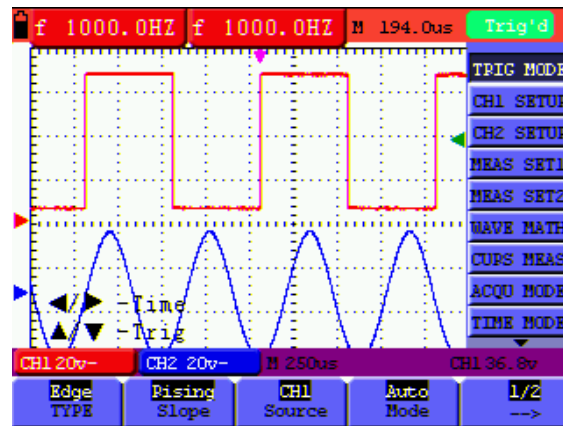 f 1000.0HZ f 1000.0HZ M 194.0us Trig'd
TRIG MODE
CH1 SETUP
CH2 SETUP
MEAS SET1
MEAS SET2
WAVE MATH
CURS MEAS
ACQU MODE
TIME MODE
◀/▶ -Time
▲/▼ -Trig
CH1 20v- CH2 20v- M 250us CH1 36.8v
Edge Rising CH1 Auto 1/2
TYPE Slope Source Mode -->